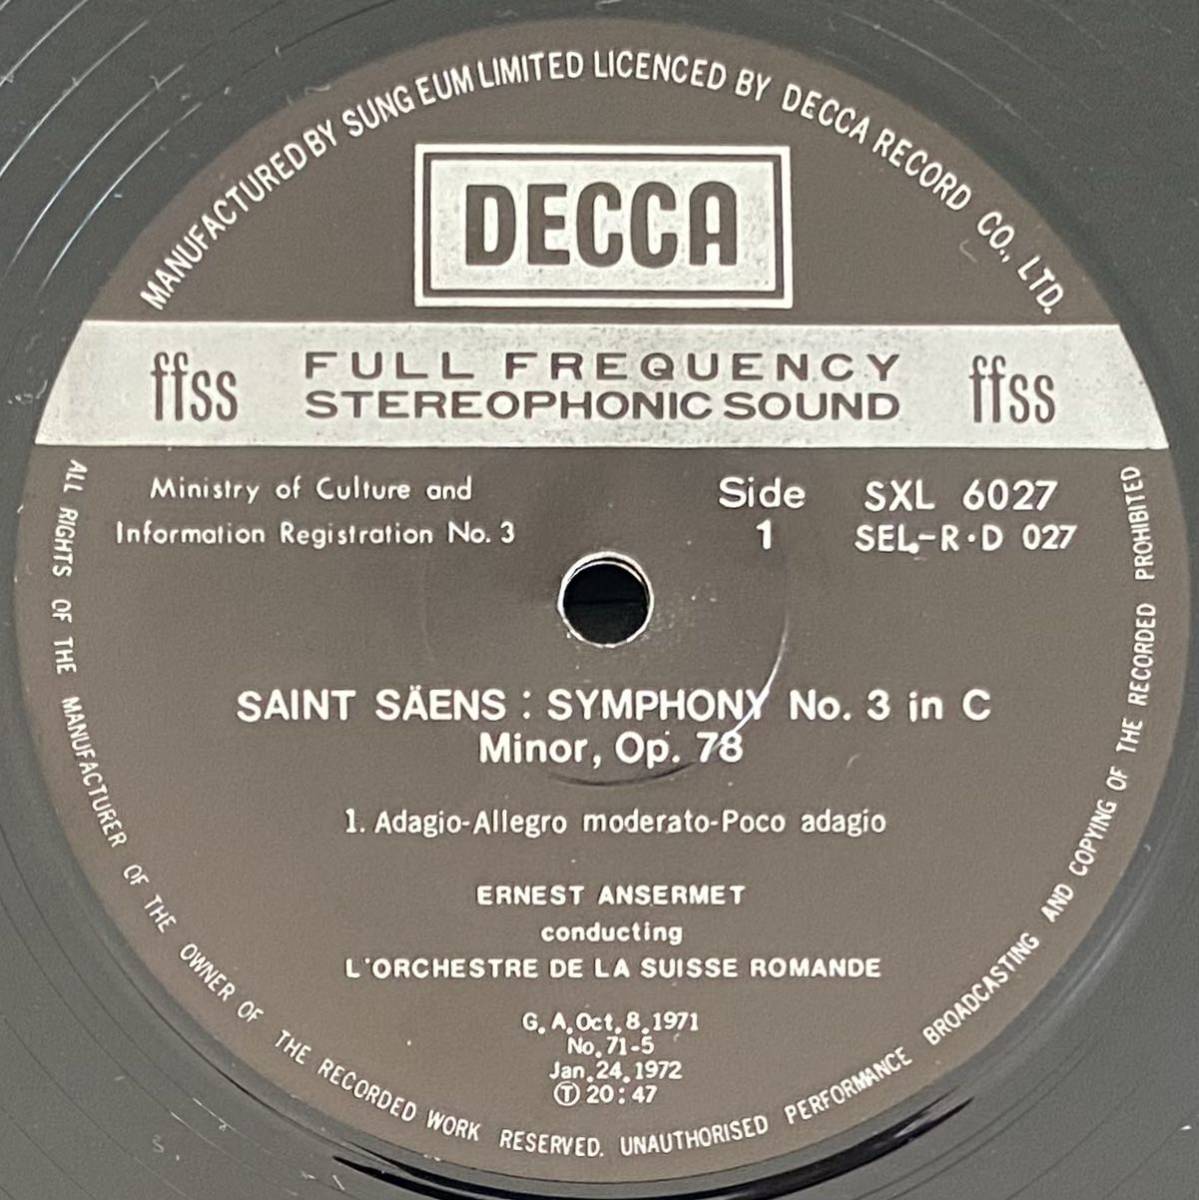 MANUFACTURED BY SUNG EUM LIMITED LICENCED BY DECCA RECORD CO., LTD.
DECCA
ffss FULL FREQUENCY STEREOPHONIC SOUND ffss
Ministry of Culture and
Information Registration No. 3
Side
1
SXL 6027
SEL-R·D 027
SAINT SÄENS : SYMPHONY No. 3 in C
Minor, Op. 78
1. Adagio-Allegro moderato-Poco adagio
ERNEST ANSERMET
conducting
L'ORCHESTRE DE LA SUISSE ROMANDE
G. A. Oct. 8. 1971
No. 71-5
Jan. 24. 1972
Ⓣ 20:47
ALL RIGHTS OF THE MANUFACTURER OF THE OWNER OF THE RECORDED WORK RESERVED. UNAUTHORISED PERFORMANCE BROADCASTING AND COPYING OF THE RECORDED PROHIBITED